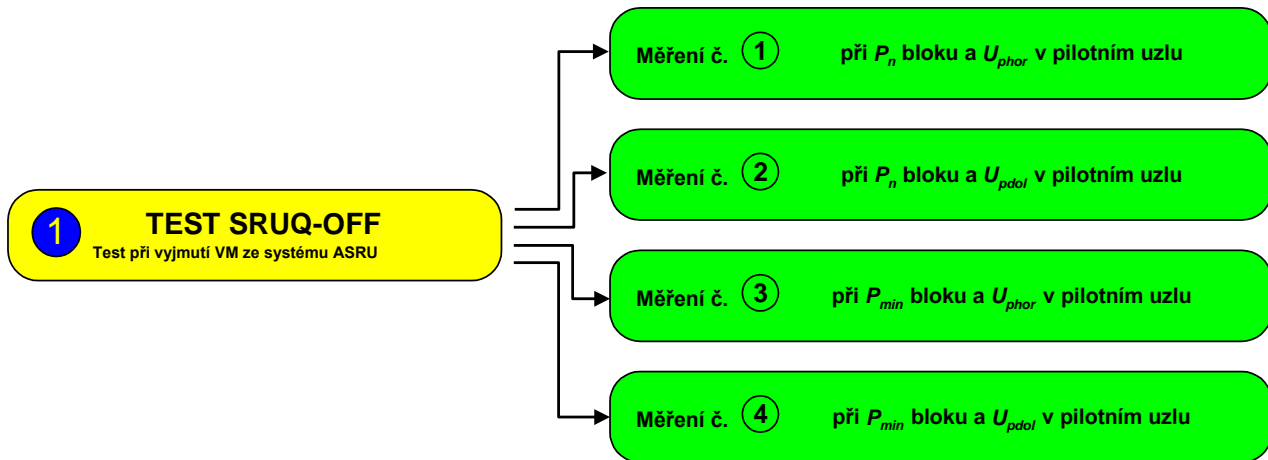 Měření č. 1 při Pn bloku a Uphor v pilotním uzlu
Měření č. 2 při Pn bloku a Updol v pilotním uzlu
1 TEST SRUQ-OFF
Test při vyjmutí VM ze systému ASRU
Měření č. 3 při Pmin bloku a Uphor v pilotním uzlu
Měření č. 4 při Pmin bloku a Updol v pilotním uzlu